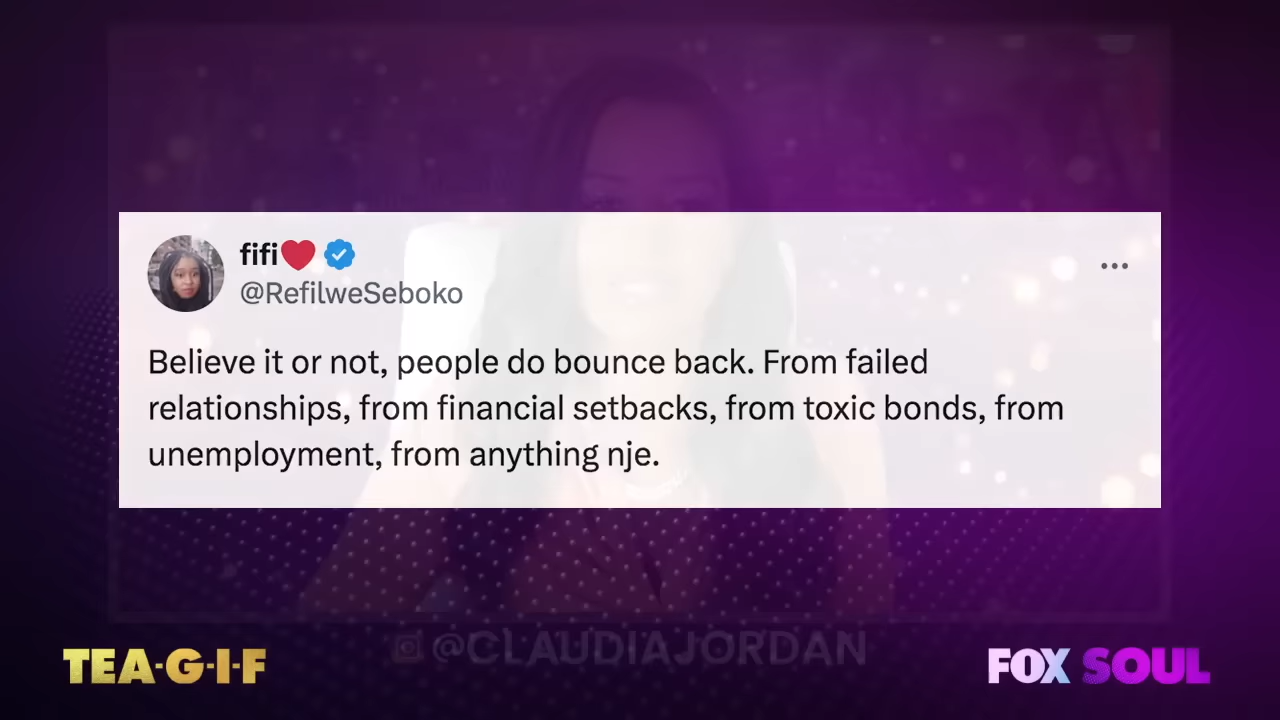 fifi❤️
@RefilweSeboko
Believe it or not, people do bounce back. From failed
relationships, from financial setbacks, from toxic bonds, from
unemployment, from anything nje.
@CLAUDIAJORDAN
TEA-G-I-F
FOX SOUL